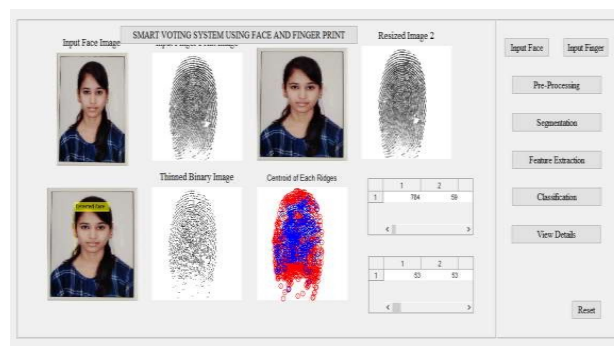 SMART VOTING SYSTEM USING FACE AND FINGER PRINT
Input Face Image
Resized Image 2
Input Face
Input Finger
Pre-Processing
Segmentation
Feature Extraction
Classification
View Details
Reset
Thinned Binary Image
Centroid of Each Ridges
1 2
1 764 59
1 2
1 53 53